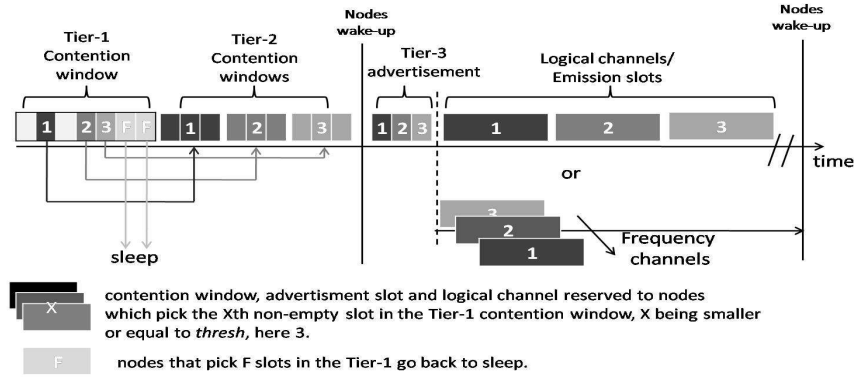 Nodes
wake-up
Nodes
wake-up
Tier-1
Contention
window
Tier-2
Contention
windows
Tier-3
advertisement
Logical channels/
Emission slots
1 2 3 F F
1 2 3
1 2 3
1 2 3
time
or
3
2
1
Frequency
channels
sleep
X
contention window, advertisment slot and logical channel reserved to nodes
which pick the Xth non-empty slot in the Tier-1 contention window, X being smaller
or equal to thresh, here 3.
F
nodes that pick F slots in the Tier-1 go back to sleep.